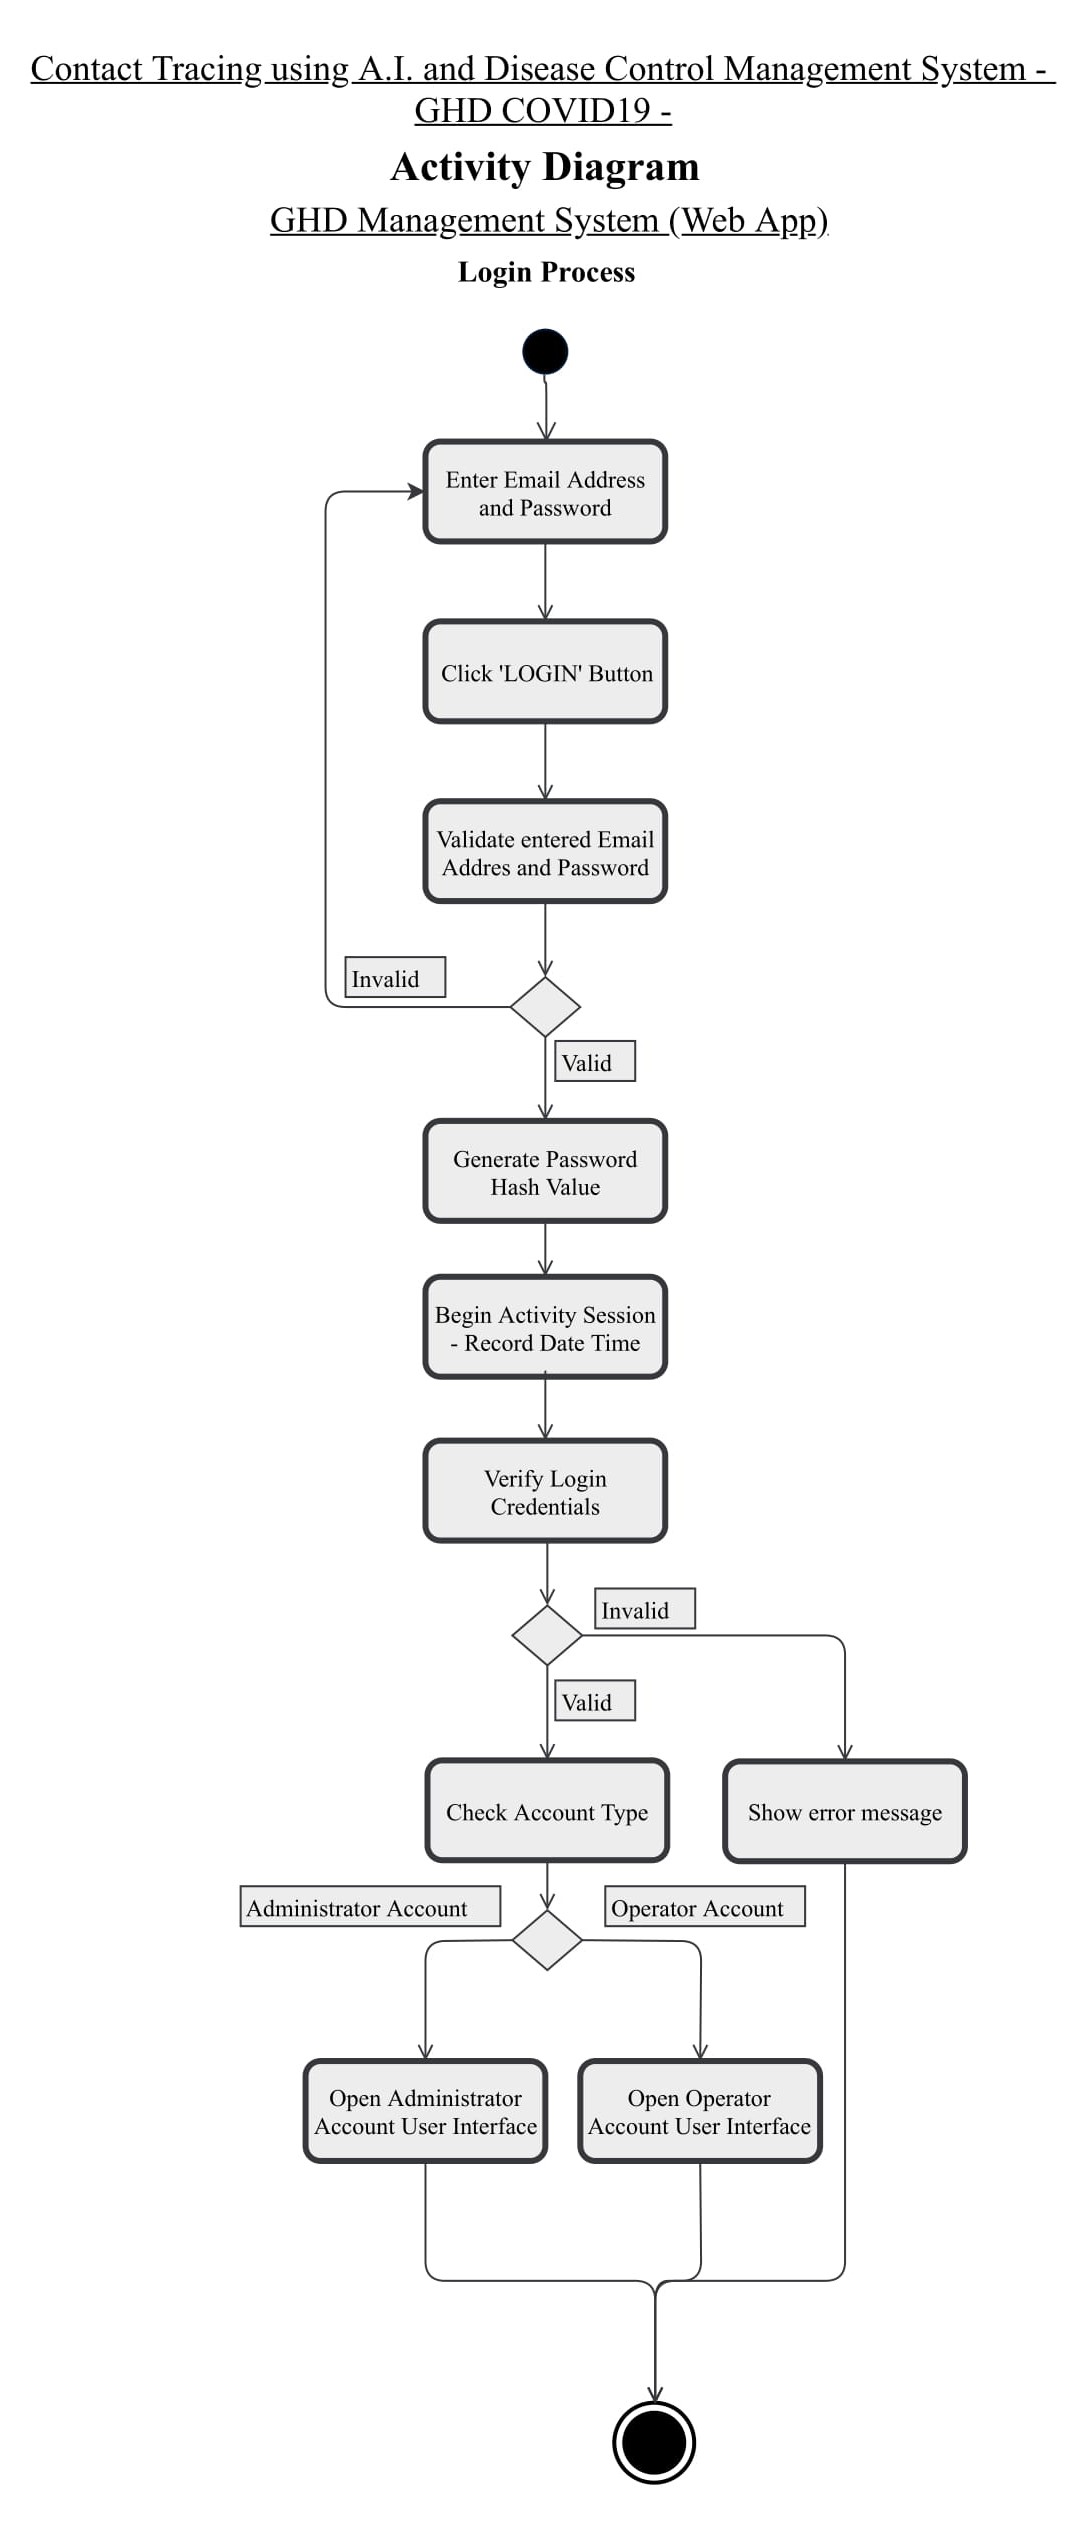 Contact Tracing using A.I. and Disease Control Management System -
GHD COVID19 -
Activity Diagram
GHD Management System (Web App)
Login Process
Enter Email Address
and Password
Click 'LOGIN' Button
Validate entered Email
Addres and Password
Invalid
Valid
Generate Password
Hash Value
Begin Activity Session
- Record Date Time
Verify Login
Credentials
Invalid
Valid
Check Account Type
Show error message
Administrator Account
Operator Account
Open Administrator
Account User Interface
Open Operator
Account User Interface